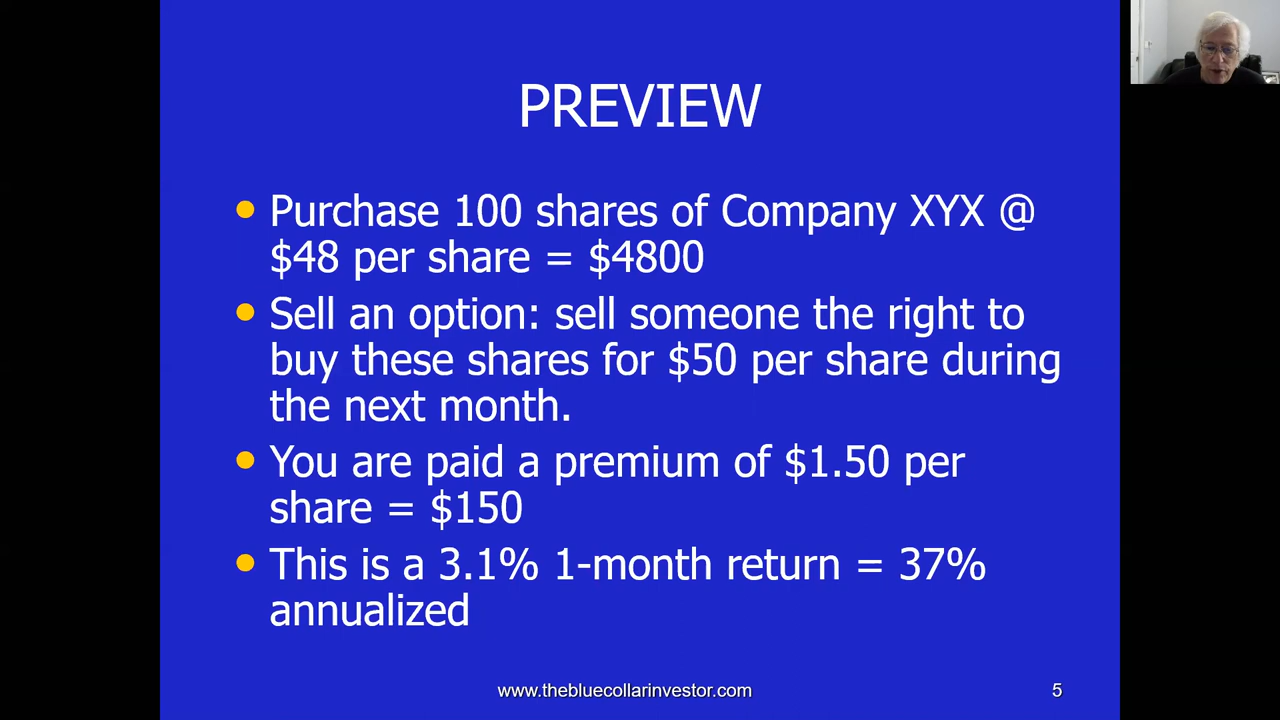 PREVIEW
• Purchase 100 shares of Company XYX @
$48 per share = $4800
• Sell an option: sell someone the right to
buy these shares for $50 per share during
the next month.
• You are paid a premium of $1.50 per
share = $150
• This is a 3.1% 1-month return = 37%
annualized
www.thebluecollarinvestor.com
5